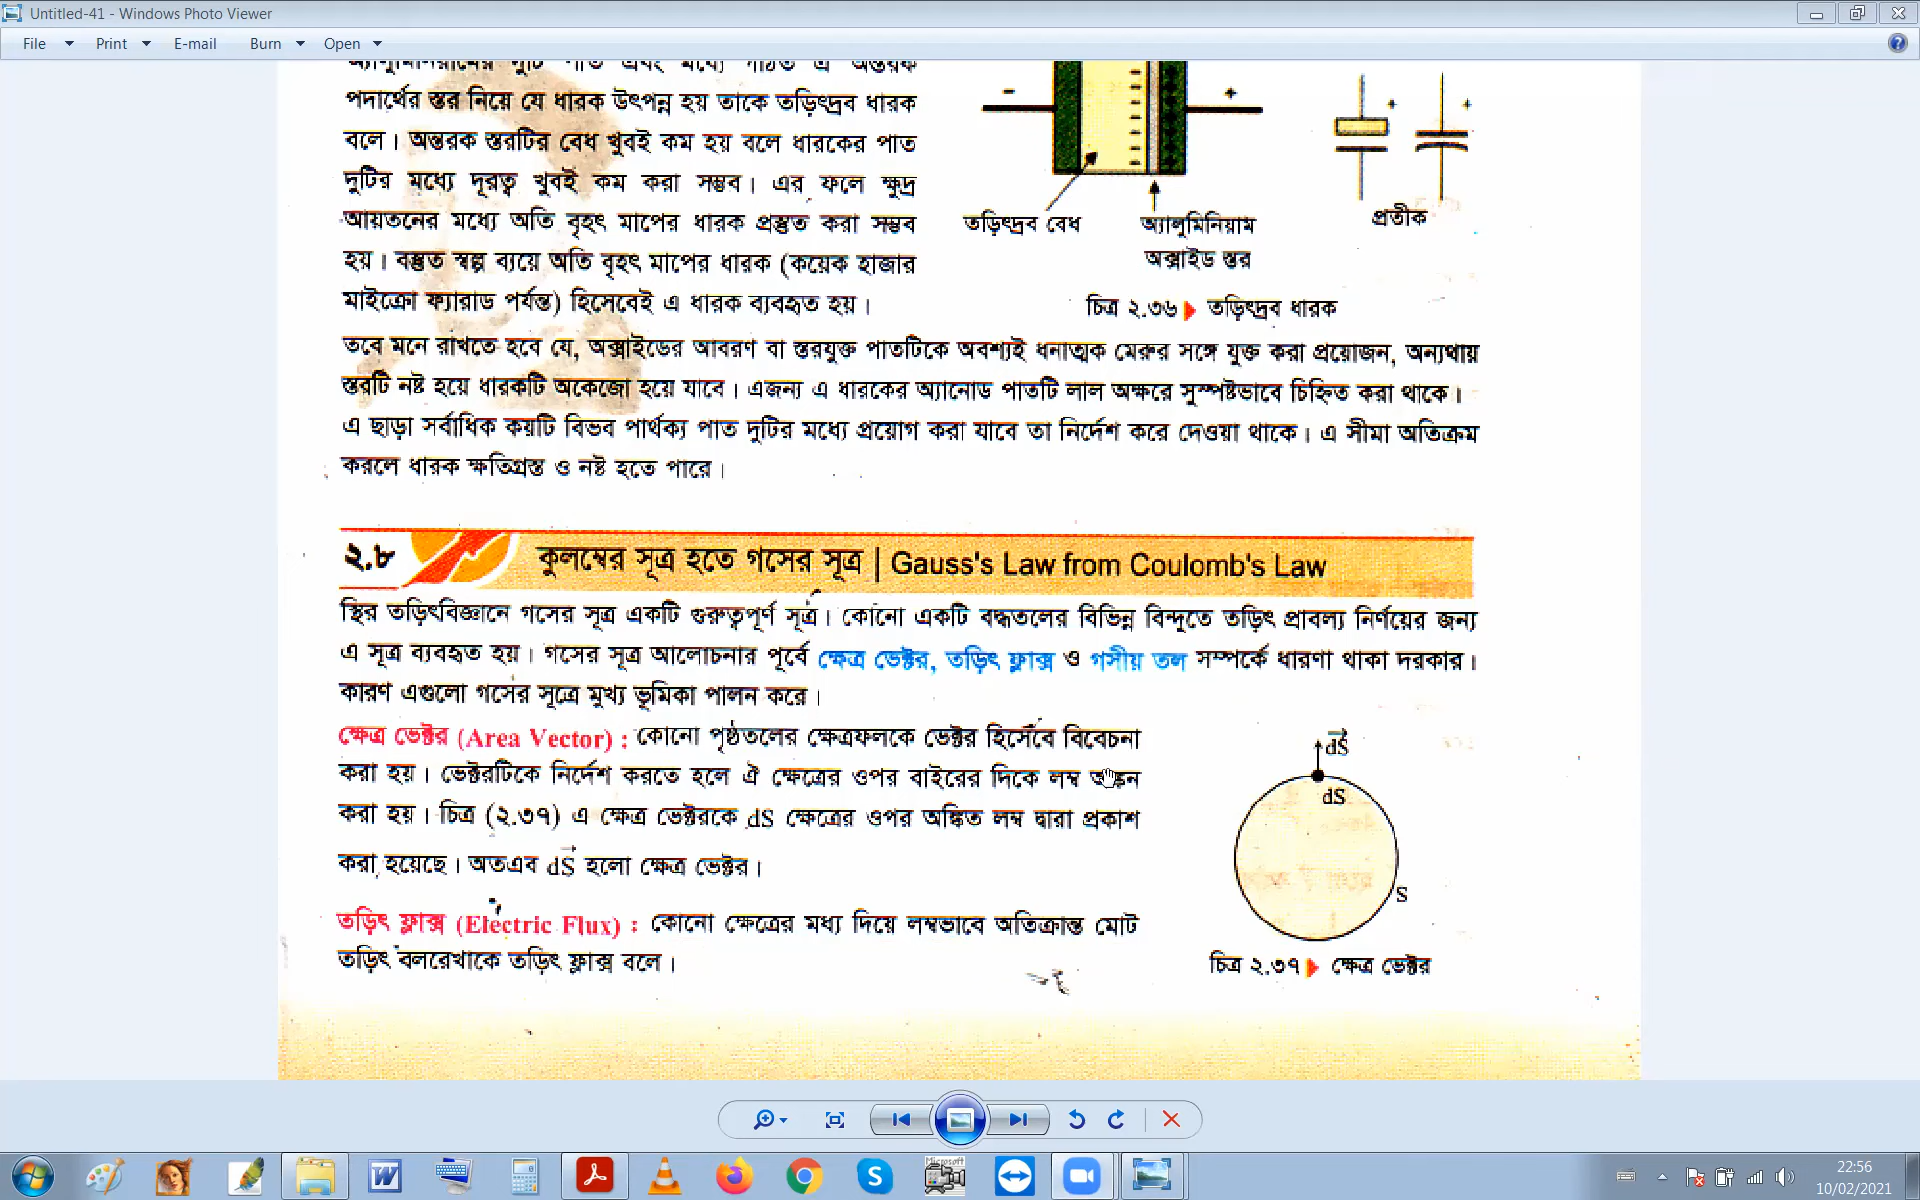 Untitled-41 - Windows Photo Viewer
File Print E-mail Burn Open
অ্যালুমিনিয়ামের দুটি পাত এবং মধ্যে গঠিত এ অন্তরক
পদার্থের স্তর নিয়ে যে ধারক উৎপন্ন হয় তাকে তড়িৎদ্রব ধারক
বলে। অন্তরক স্তরটির বেধ খুবই কম হয় বলে ধারকের পাত
দুটির মধ্যে দূরত্ব খুবই কম করা সম্ভব। এর ফলে ক্ষুদ্র
আয়তনের মধ্যে অতি বৃহৎ মাপের ধারক প্রস্তুত করা সম্ভব
হয়। বস্তুত স্বল্প ব্যয়ে অতি বৃহৎ মাপের ধারক (কয়েক হাজার
মাইক্রো ফ্যারাড পর্যন্ত) হিসেবেই এ ধারক ব্যবহৃত হয়।
- + + +
তড়িৎদ্রব বেধ
অ্যালুমিনিয়াম
অক্সাইড স্তর
প্রতীক
চিত্র ২.৩৬ তড়িৎদ্রব ধারক
তবে মনে রাখতে হবে যে, অক্সাইডের আবরণ বা স্তরযুক্ত পাতটিকে অবশ্যই ধনাত্মক মেরুর সঙ্গে যুক্ত করা প্রয়োজন, অন্যথায়
স্তরটি নষ্ট হয়ে ধারকটি অকেজো হয়ে যাবে। এজন্য এ ধারকের অ্যানোড পাতটি লাল অক্ষরে সুস্পষ্টভাবে চিহ্নিত করা থাকে।
এ ছাড়া সর্বাধিক কয়টি বিভব পার্থক্য পাত দুটির মধ্যে প্রয়োগ করা যাবে তা নির্দেশ করে দেওয়া থাকে। এ সীমা অতিক্রম
করলে ধারক ক্ষতিগ্রস্ত ও নষ্ট হতে পারে।
২.৮ কুলম্বের সূত্র হতে গসের সূত্র | Gauss's Law from Coulomb's Law
স্থির তড়িৎবিজ্ঞানে গসের সূত্র একটি গুরুত্বপূর্ণ সূত্র। কোনো একটি বদ্ধতলের বিভিন্ন বিন্দুতে তড়িৎ প্রাবল্য নির্ণয়ের জন্য
এ সূত্র ব্যবহৃত হয়। গসের সূত্র আলোচনার পূর্বে ক্ষেত্র ভেক্টর, তড়িৎ ফ্লাক্স ও গসীয় তল সম্পর্কে ধারণা থাকা দরকার।
কারণ এগুলো গসের সূত্রে মুখ্য ভূমিকা পালন করে।
ক্ষেত্র ভেক্টর (Area Vector) : কোনো পৃষ্ঠতলের ক্ষেত্রফলকে ভেক্টর হিসেবে বিবেচনা
করা হয়। ভেক্টরটিকে নির্দেশ করতে হলে ঐ ক্ষেত্রের ওপর বাইরের দিকে লম্ব অঙ্কন
করা হয়। চিত্র (২.৩৭) এ ক্ষেত্র ভেক্টরকে dS ক্ষেত্রের ওপর অঙ্কিত লম্ব দ্বারা প্রকাশ
করা হয়েছে। অতএব dS⃗ হলো ক্ষেত্র ভেক্টর।
তড়িৎ ফ্লাক্স (Electric Flux) : কোনো ক্ষেত্রের মধ্য দিয়ে লম্বভাবে অতিক্রান্ত মোট
তড়িৎ বলরেখাকে তড়িৎ ফ্লাক্স বলে।
dS⃗
dS
S
চিত্র ২.৩৭ ক্ষেত্র ভেক্টর
22:56
10/02/2021